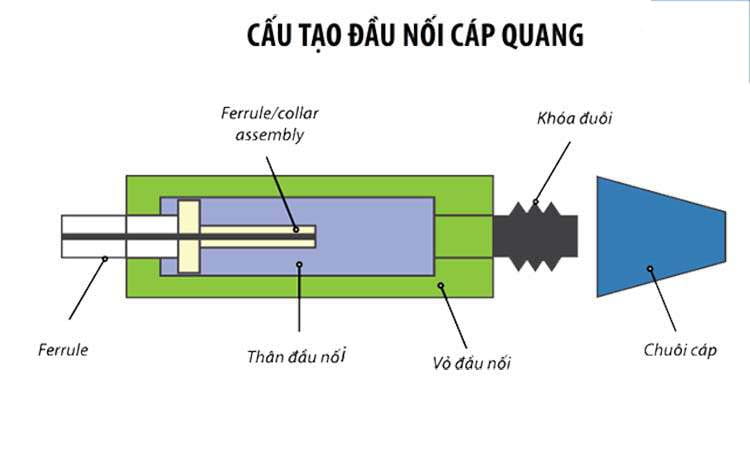 CẤU TẠO ĐẦU NỐI CÁP QUANG
Ferrule/collar
assembly
Khóa đuôi
Ferrule
Thân đầu nối
Vỏ đấu nối
Chuôi cáp